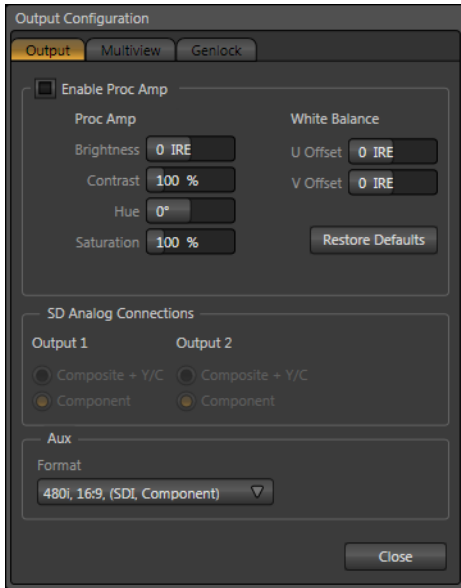 Output Configuration
Output Multiview Genlock
Enable Proc Amp
Proc Amp White Balance
Brightness 0 IRE U Offset 0 IRE
Contrast 100 % V Offset 0 IRE
Hue 0°
Saturation 100 % Restore Defaults
SD Analog Connections
Output 1 Output 2
Composite + Y/C Composite + Y/C
Component Component
Aux
Format
480i, 16:9, (SDI, Component)
Close